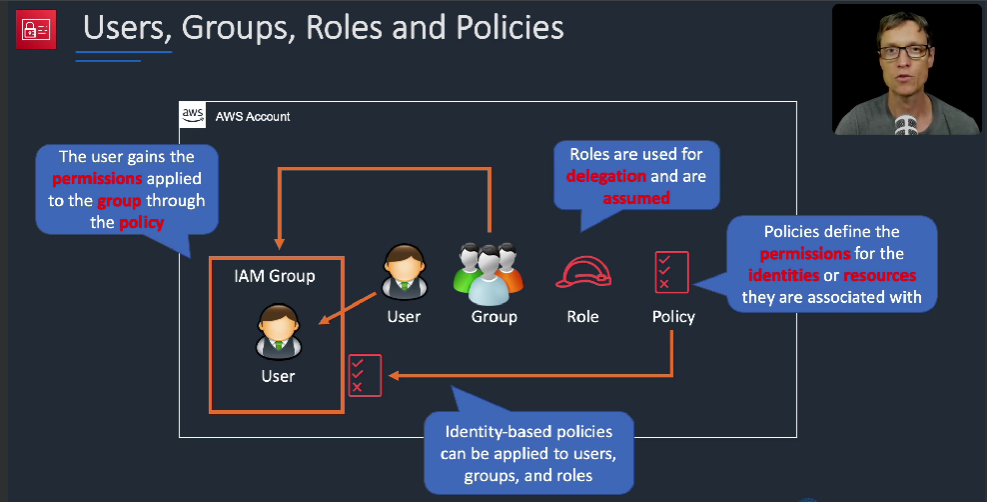 Users, Groups, Roles and Policies
aws
AWS Account
The user gains the
permissions applied
to the group through
the policy
Roles are used for
delegation and are
assumed
Policies define the
permissions for the
identities or resources
they are associated with
IAM Group
User
User
Group
Role
Policy
Identity-based policies
can be applied to users,
groups, and roles